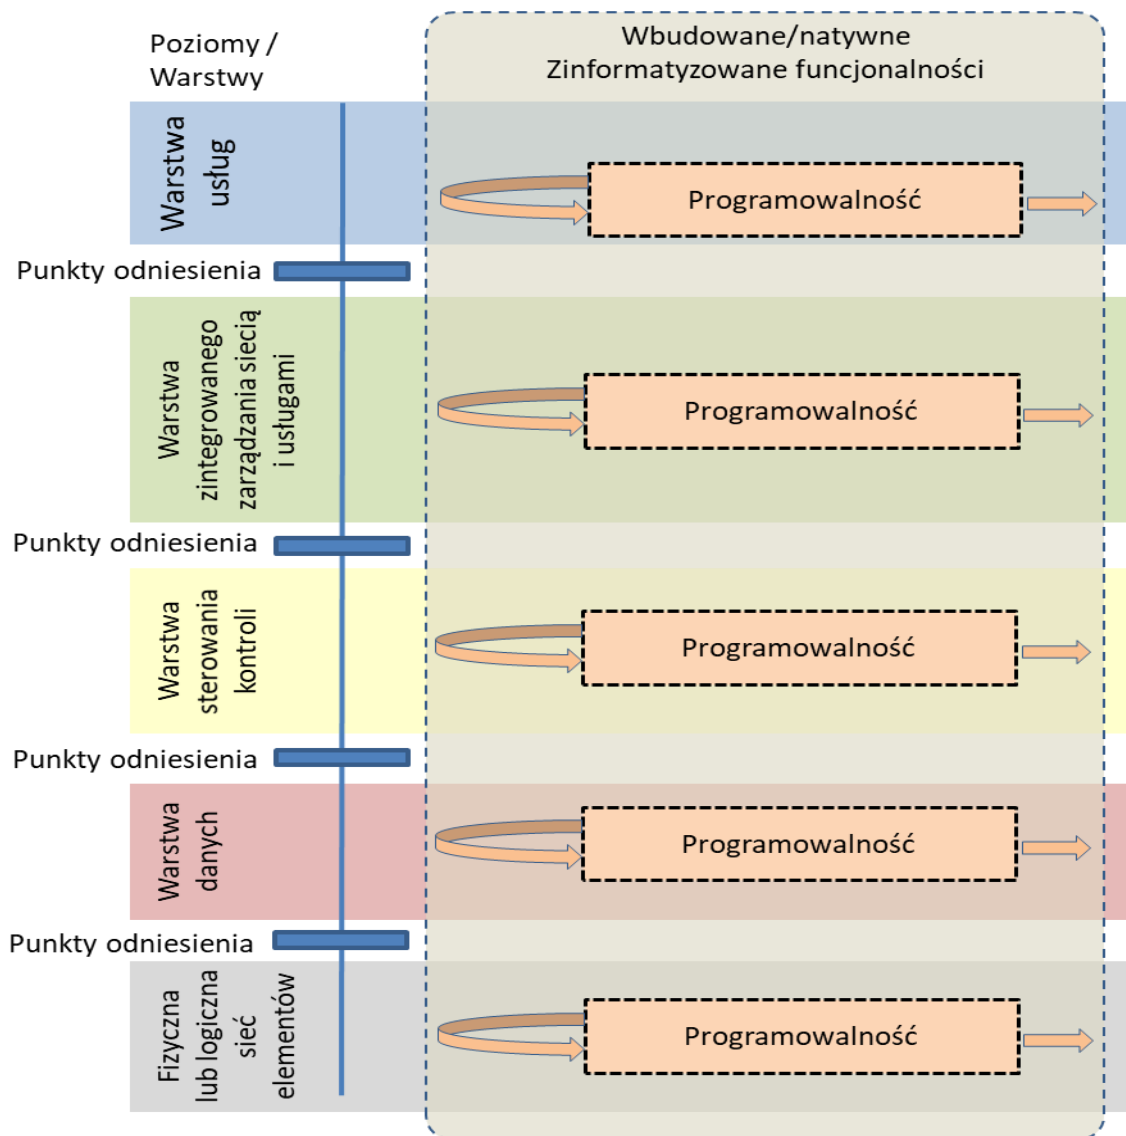 Poziomy /
Warstwy
Wbudowane/natywne
Zinformatyzowane funcjonalności
Warstwa
usług
Programowalność
Punkty odniesienia
Warstwa
zintegrowanego
zarządzania siecią
i usługami
Programowalność
Punkty odniesienia
Warstwa
sterowania
kontroli
Programowalność
Punkty odniesienia
Warstwa
danych
Programowalność
Punkty odniesienia
Fizyczna
lub logiczna
sieć
elementów
Programowalność